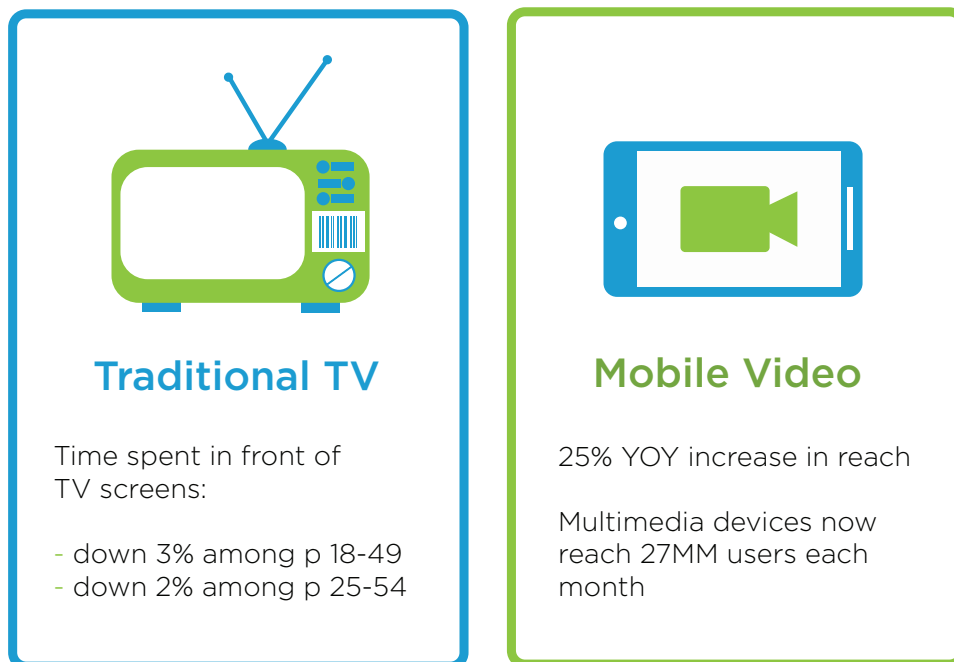 Traditional TV
Time spent in front of
TV screens:
- down 3% among p 18-49
- down 2% among p 25-54
Mobile Video
25% YOY increase in reach
Multimedia devices now
reach 27MM users each
month